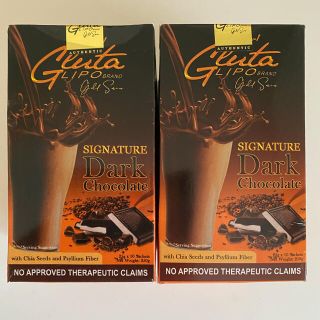 AUTHENTIC
Gluta
LIPO BRAND
Gold Series
SIGNATURE
Dark
Chocolate
with Chia Seeds and Psyllium Fiber
NO APPROVED THERAPEUTIC CLAIMS
AUTHENTIC
Gluta
LIPO BRAND
Gold Series
SIGNATURE
Dark
Chocolate
Serving Suggestion
with Chia Seeds and Psyllium Fiber
NO APPROVED THERAPEUTIC CLAIMS